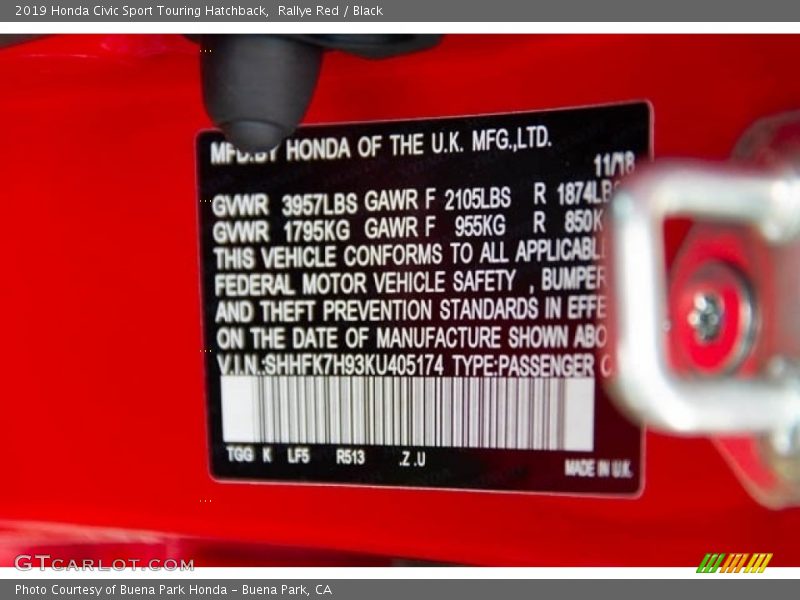 2019 Honda Civic Sport Touring Hatchback, Rallye Red / Black
MFD.BY HONDA OF THE U.K. MFG.,LTD.
11/18
GVWR 3957LBS GAWR F 2105LBS R 1874LBS
GVWR 1795KG GAWR F 955KG R 850K
THIS VEHICLE CONFORMS TO ALL APPLICABL
FEDERAL MOTOR VEHICLE SAFETY , BUMPER
AND THEFT PREVENTION STANDARDS IN EFFE
ON THE DATE OF MANUFACTURE SHOWN ABO
V.I.N.:SHHFK7H93KU405174 TYPE:PASSENGER C
TGG K LF5 R513 .Z .U
MADE IN U.K.
GTCARLOT.COM
Photo Courtesy of Buena Park Honda – Buena Park, CA